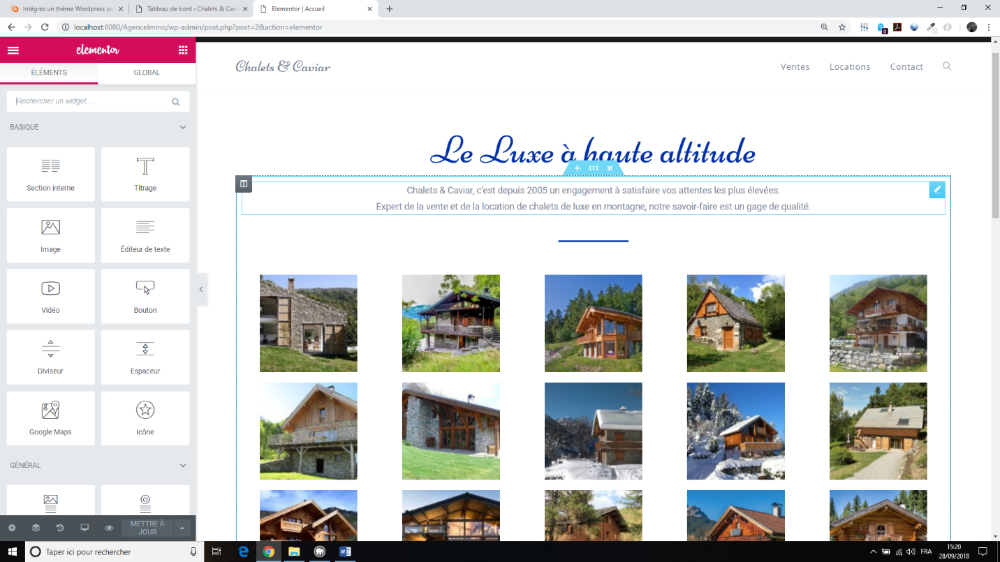 Intégrez un thème Wordpress po
Tableau de bord ‹ Chalets & Cavi
Elementor | Accueil
localhost:8080/AgenceImmo/wp-admin/post.php?post=2&action=elementor
0
elementor
ÉLÉMENTS
GLOBAL
Rechercher un widget…
BASIQUE
Section interne
Titrage
Image
Éditeur de texte
Vidéo
Bouton
Diviseur
Espaceur
Google Maps
Icône
GÉNÉRAL
METTRE À
JOUR
Chalets & Caviar
Ventes
Locations
Contact
Le Luxe à haute altitude
Chalets & Caviar, c'est depuis 2005 un engagement à satisfaire vos attentes les plus élevées.
Expert de la vente et de la location de chalets de luxe en montagne, notre savoir-faire est un gage de qualité.
Taper ici pour rechercher
FRA
15:20
28/09/2018